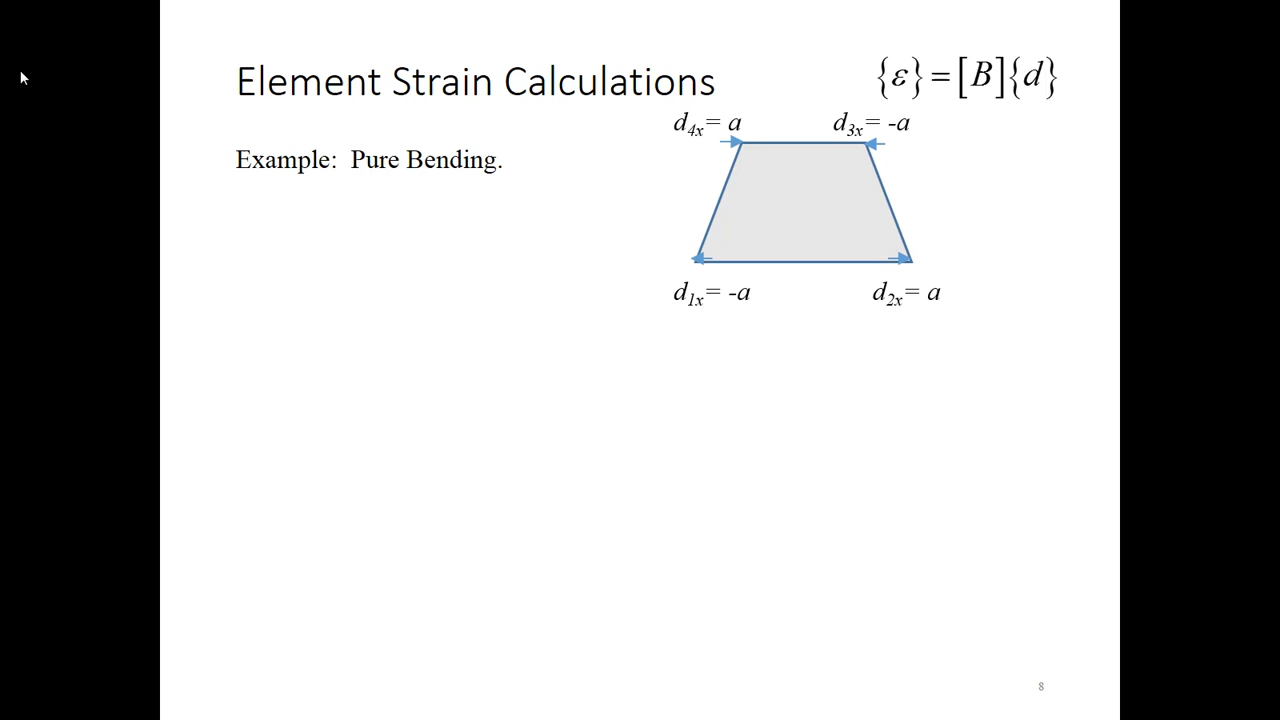 Element Strain Calculations
{ε} = [B]{d}
d4x= a
d3x= -a
Example: Pure Bending.
d1x= -a
d2x= a
8